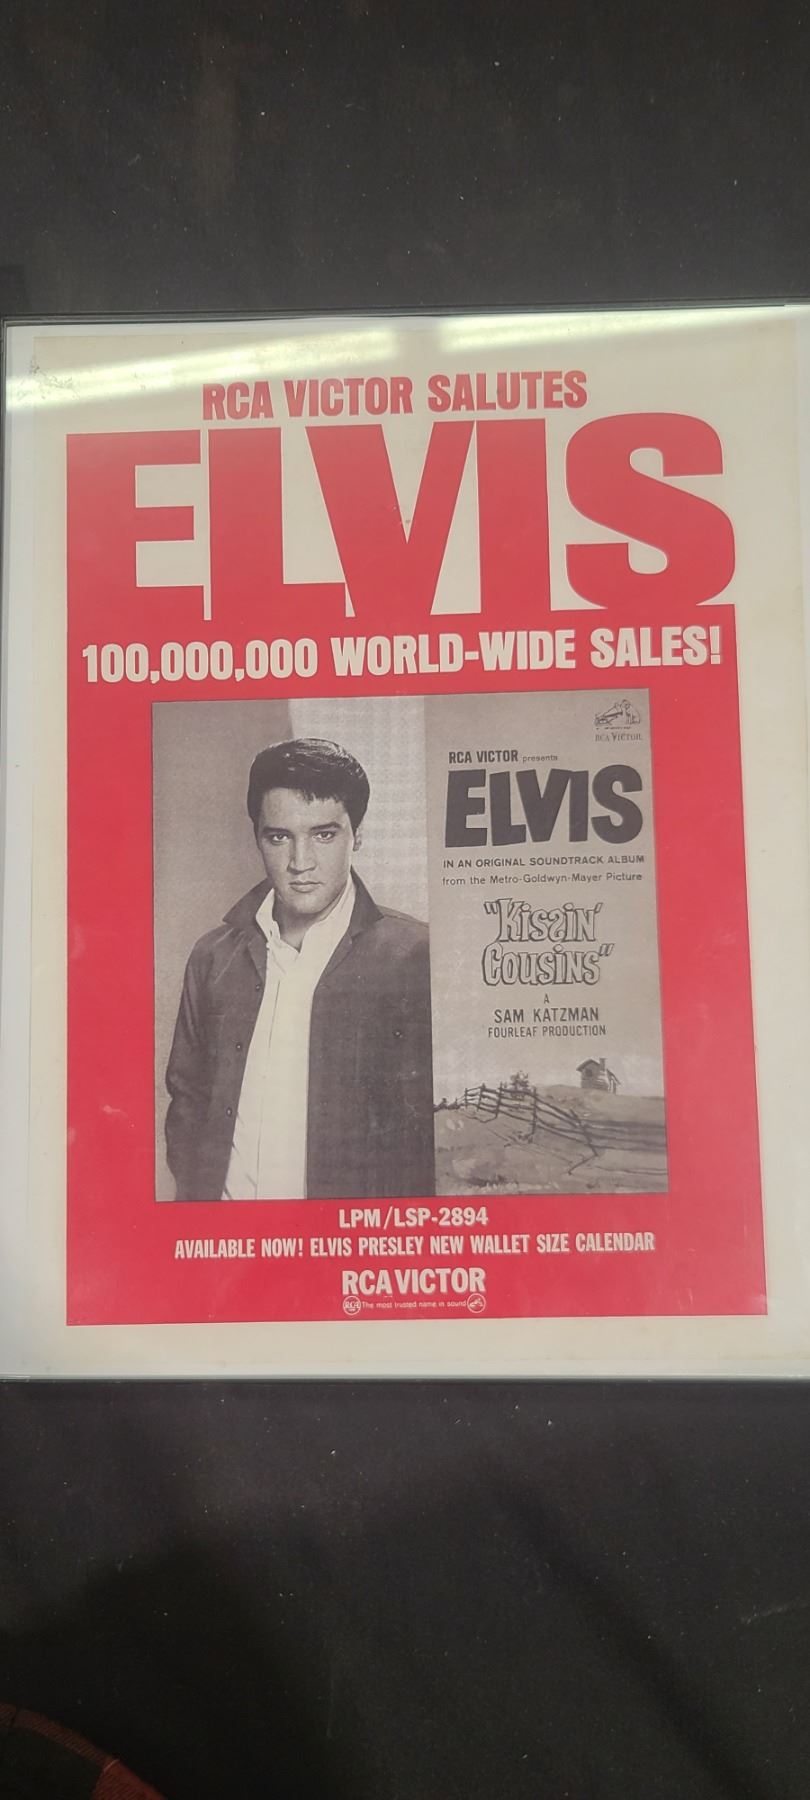 RCA VICTOR SALUTES
ELVIS
100,000,000 WORLD-WIDE SALES!
RCA VICTOR
RCA VICTOR presents
ELVIS
IN AN ORIGINAL SOUNDTRACK ALBUM
from the Metro-Goldwyn-Mayer Picture
"KISSIN'
COUSINS"
A
SAM KATZMAN
FOURLEAF PRODUCTION
LPM/LSP-2894
AVAILABLE NOW! ELVIS PRESLEY NEW WALLET SIZE CALENDAR
RCA VICTOR
RCA The most trusted name in sound